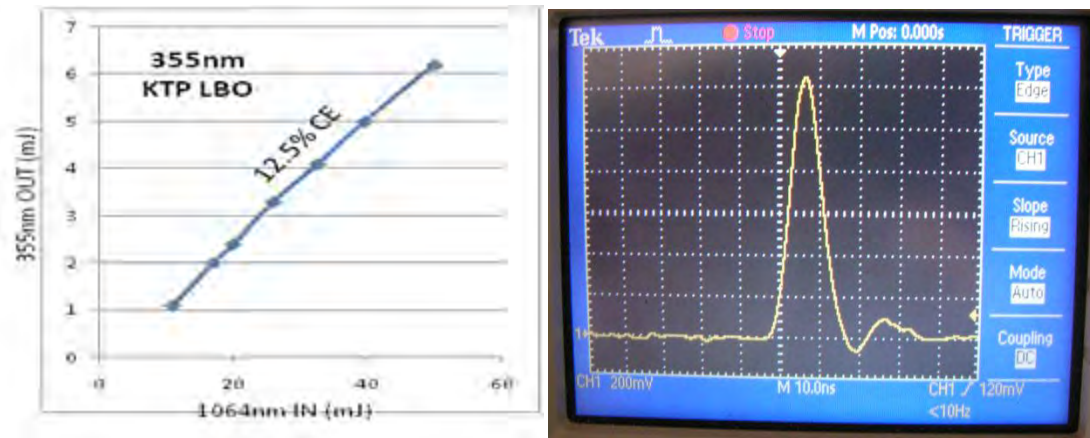 7
6
5
4
3
2
1
0
355nm OUT (mJ)
355nm
KTP LBO
12.5% CE
0 20 40 60
1064nm IN (mJ)
Tek Stop M Pos: 0.000s TRIGGER
Type
Edge
Source
CH1
Slope
Rising
Mode
Auto
Coupling
DC
1
CH1 200mV M 10.0ns CH1 120mV
<10Hz